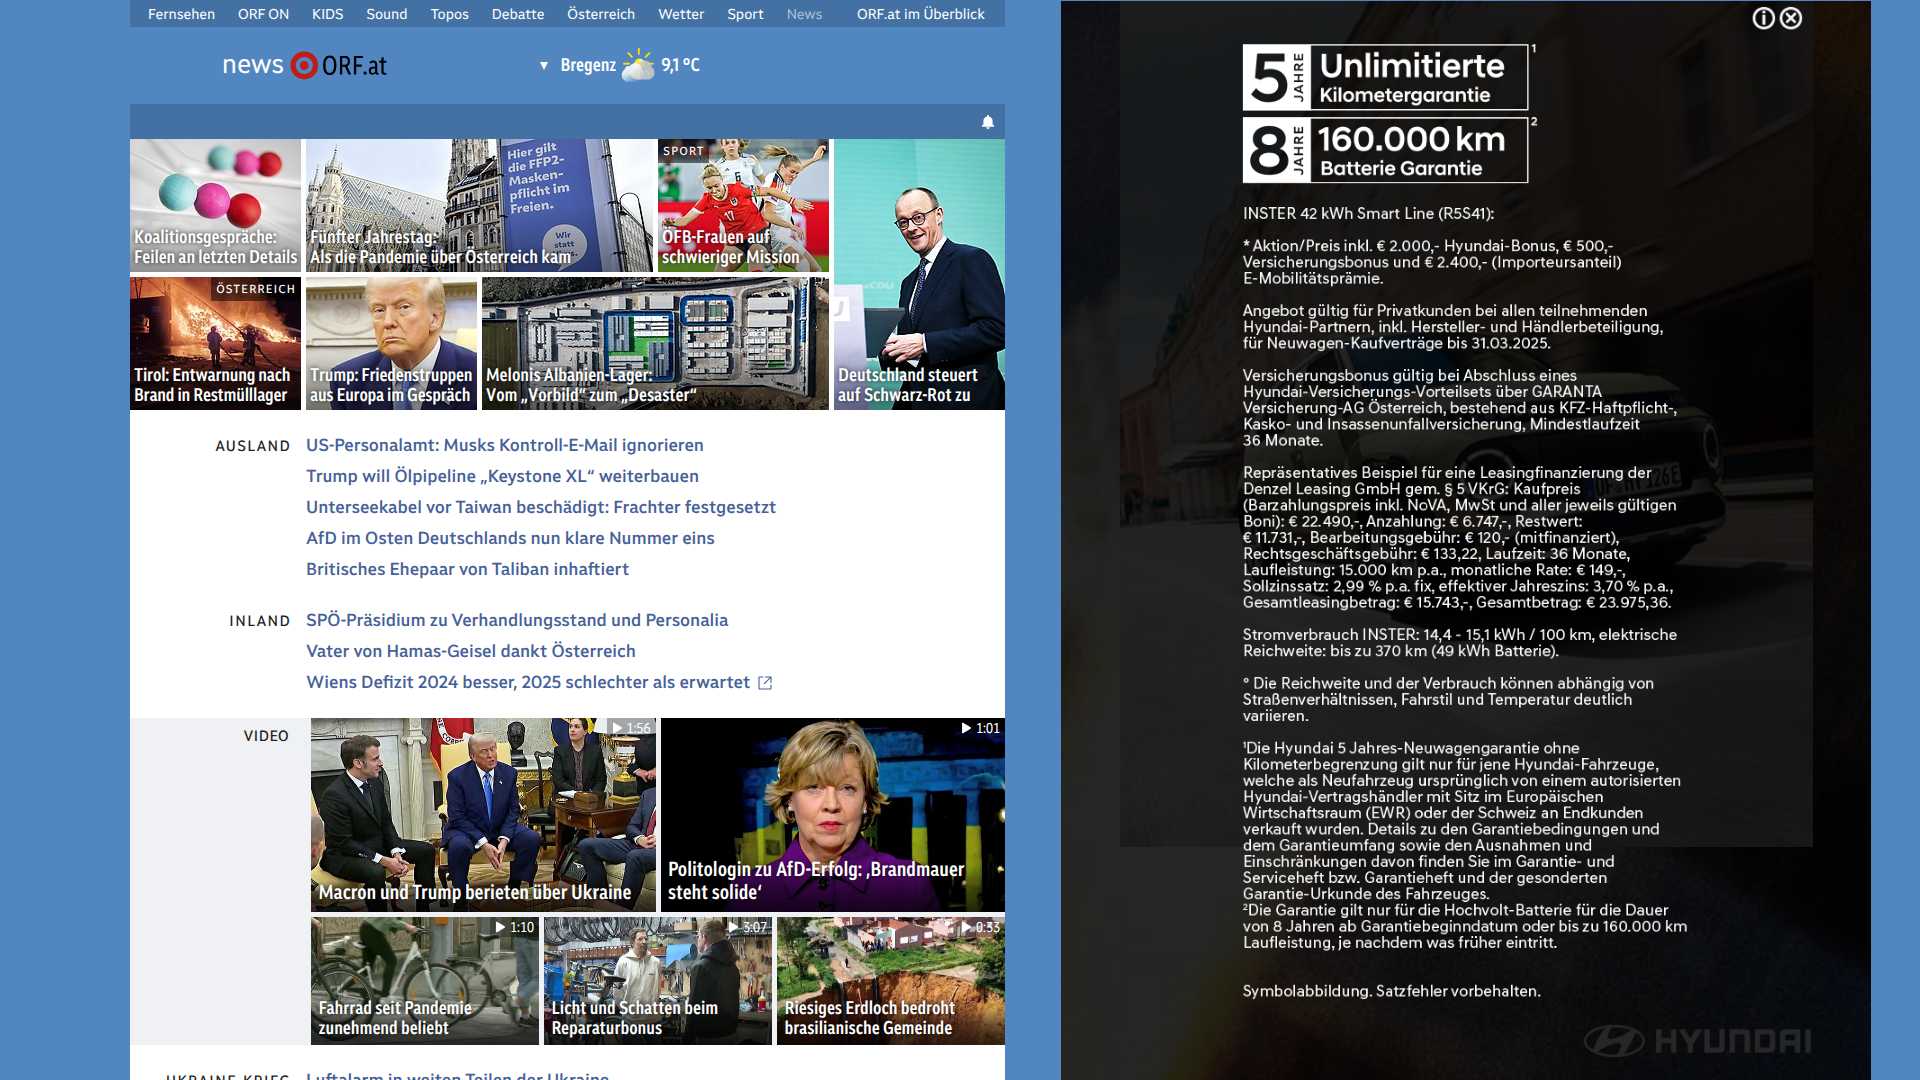 Fernsehen ORF ON KIDS Sound Topos Debatte Österreich Wetter Sport News ORF.at im Überblick
news ORF.at
Bregenz 9,1 °C
Hier gilt
die FFP2-
Masken-
pflicht im
Freien.
Wir
statt
Koalitionsgespräche:
Feilen an letzten Details
Fünfter Jahrestag:
Als die Pandemie über Österreich kam
SPORT
ÖFB-Frauen auf
schwieriger Mission
ÖSTERREICH
Tirol: Entwarnung nach
Brand in Restmülllager
Trump: Friedenstruppen
aus Europa im Gespräch
Melonis Albanien-Lager:
Vom „Vorbild“ zum „Desaster“
Deutschland steuert
auf Schwarz-Rot zu
AUSLAND
US-Personalamt: Musks Kontroll-E-Mail ignorieren
Trump will Ölpipeline „Keystone XL“ weiterbauen
Unterseekabel vor Taiwan beschädigt: Frachter festgesetzt
AfD im Osten Deutschlands nun klare Nummer eins
Britisches Ehepaar von Taliban inhaftiert
INLAND
SPÖ-Präsidium zu Verhandlungsstand und Personalia
Vater von Hamas-Geisel dankt Österreich
Wiens Defizit 2024 besser, 2025 schlechter als erwartet
VIDEO
1:56
Macron und Trump berieten über Ukraine
1:01
Politologin zu AfD-Erfolg: ‚Brandmauer
steht solide‘
1:10
Fahrrad seit Pandemie
zunehmend beliebt
3:07
Licht und Schatten beim
Reparaturbonus
0:33
Riesiges Erdloch bedroht
brasilianische Gemeinde
UKRAINE-KRIEG
Luftalarm in weiten Teilen der Ukraine
5 JAHRE Unlimitierte Kilometergarantie 1
8 JAHRE 160.000 km Batterie Garantie 2
INSTER 42 kWh Smart Line (R5S41):
* Aktion/Preis inkl. € 2.000,- Hyundai-Bonus, € 500,-
Versicherungsbonus und € 2.400,- (Importeursanteil)
E-Mobilitätsprämie.
Angebot gültig für Privatkunden bei allen teilnehmenden
Hyundai-Partnern, inkl. Hersteller- und Händlerbeteiligung,
für Neuwagen-Kaufverträge bis 31.03.2025.
Versicherungsbonus gültig bei Abschluss eines
Hyundai-Versicherungs-Vorteilsets über GARANTA
Versicherung-AG Österreich, bestehend aus KFZ-Haftpflicht-,
Kasko- und Insassenunfallversicherung, Mindestlaufzeit
36 Monate.
Repräsentatives Beispiel für eine Leasingfinanzierung der
Denzel Leasing GmbH gem. § 5 VKrG: Kaufpreis
(Barzahlungspreis inkl. NoVA, MwSt und aller jeweils gültigen
Boni): € 22.490,-, Anzahlung: € 6.747,-, Restwert:
€ 11.731,-, Bearbeitungsgebühr: € 120,- (mitfinanziert),
Rechtsgeschäftsgebühr: € 133,22, Laufzeit: 36 Monate,
Laufleistung: 15.000 km p.a., monatliche Rate: € 149,-,
Sollzinssatz: 2,99 % p.a. fix, effektiver Jahreszins: 3,70 % p.a.,
Gesamtleasingbetrag: € 15.743,-, Gesamtbetrag: € 23.975,36.
Stromverbrauch INSTER: 14,4 - 15,1 kWh / 100 km, elektrische
Reichweite: bis zu 370 km (49 kWh Batterie).
° Die Reichweite und der Verbrauch können abhängig von
Straßenverhältnissen, Fahrstil und Temperatur deutlich
variieren.
¹Die Hyundai 5 Jahres-Neuwagengarantie ohne
Kilometerbegrenzung gilt nur für jene Hyundai-Fahrzeuge,
welche als Neufahrzeug ursprünglich von einem autorisierten
Hyundai-Vertragshändler mit Sitz im Europäischen
Wirtschaftsraum (EWR) oder der Schweiz an Endkunden
verkauft wurden. Details zu den Garantiebedingungen und
dem Garantieumfang sowie den Ausnahmen und
Einschränkungen davon finden Sie im Garantie- und
Serviceheft bzw. Garantieheft und der gesonderten
Garantie-Urkunde des Fahrzeuges.
²Die Garantie gilt nur für die Hochvolt-Batterie für die Dauer
von 8 Jahren ab Garantiebeginndatum oder bis zu 160.000 km
Laufleistung, je nachdem was früher eintritt.
Symbolabbildung. Satzfehler vorbehalten.
HYUNDAI